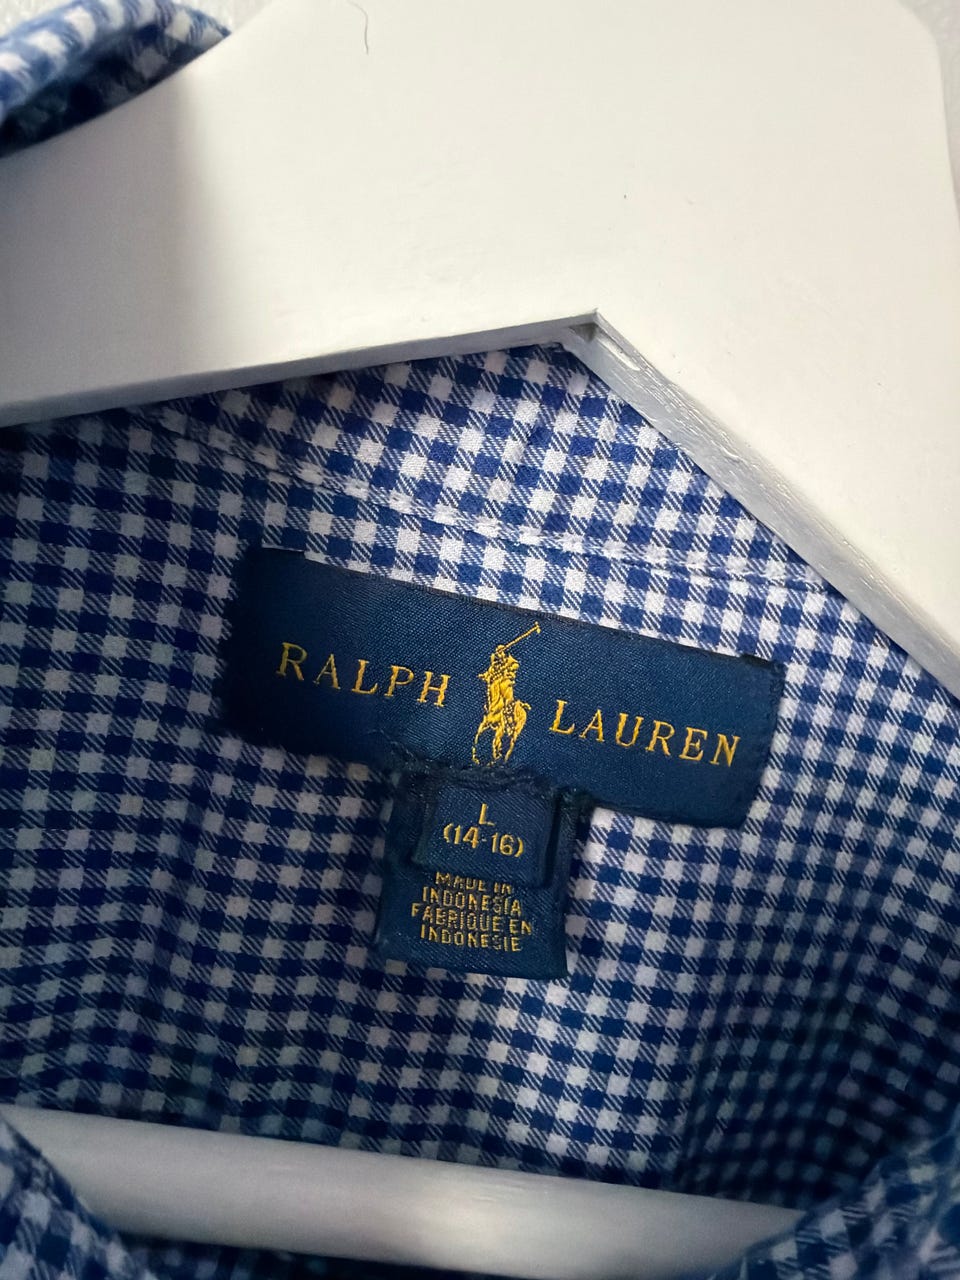 RALPH LAUREN
L
(14-16)
MADE IN
INDONESIA
FABRIQUE EN
INDONESIE